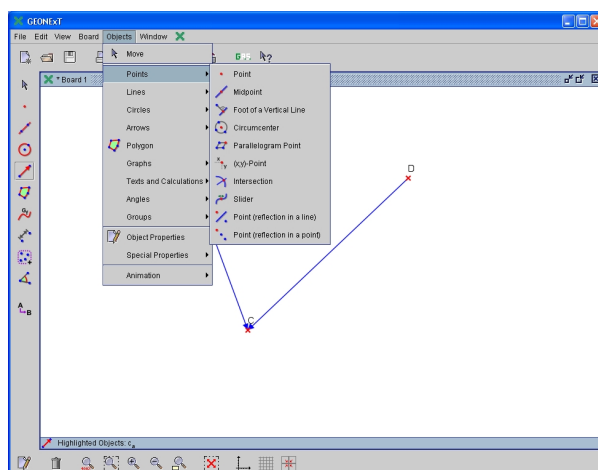 GEONExT
File Edit View Board Objects Window
* Board 1
Move
Points
Lines
Circles
Arrows
Polygon
Graphs
Texts and Calculations
Angles
Groups
Object Properties
Special Properties
Animation
Point
Midpoint
Foot of a Vertical Line
Circumcenter
Parallelogram Point
(x,y)-Point
Intersection
Slider
Point (reflection in a line)
Point (reflection in a point)
D
C
A
B
Highlighted Objects: ca